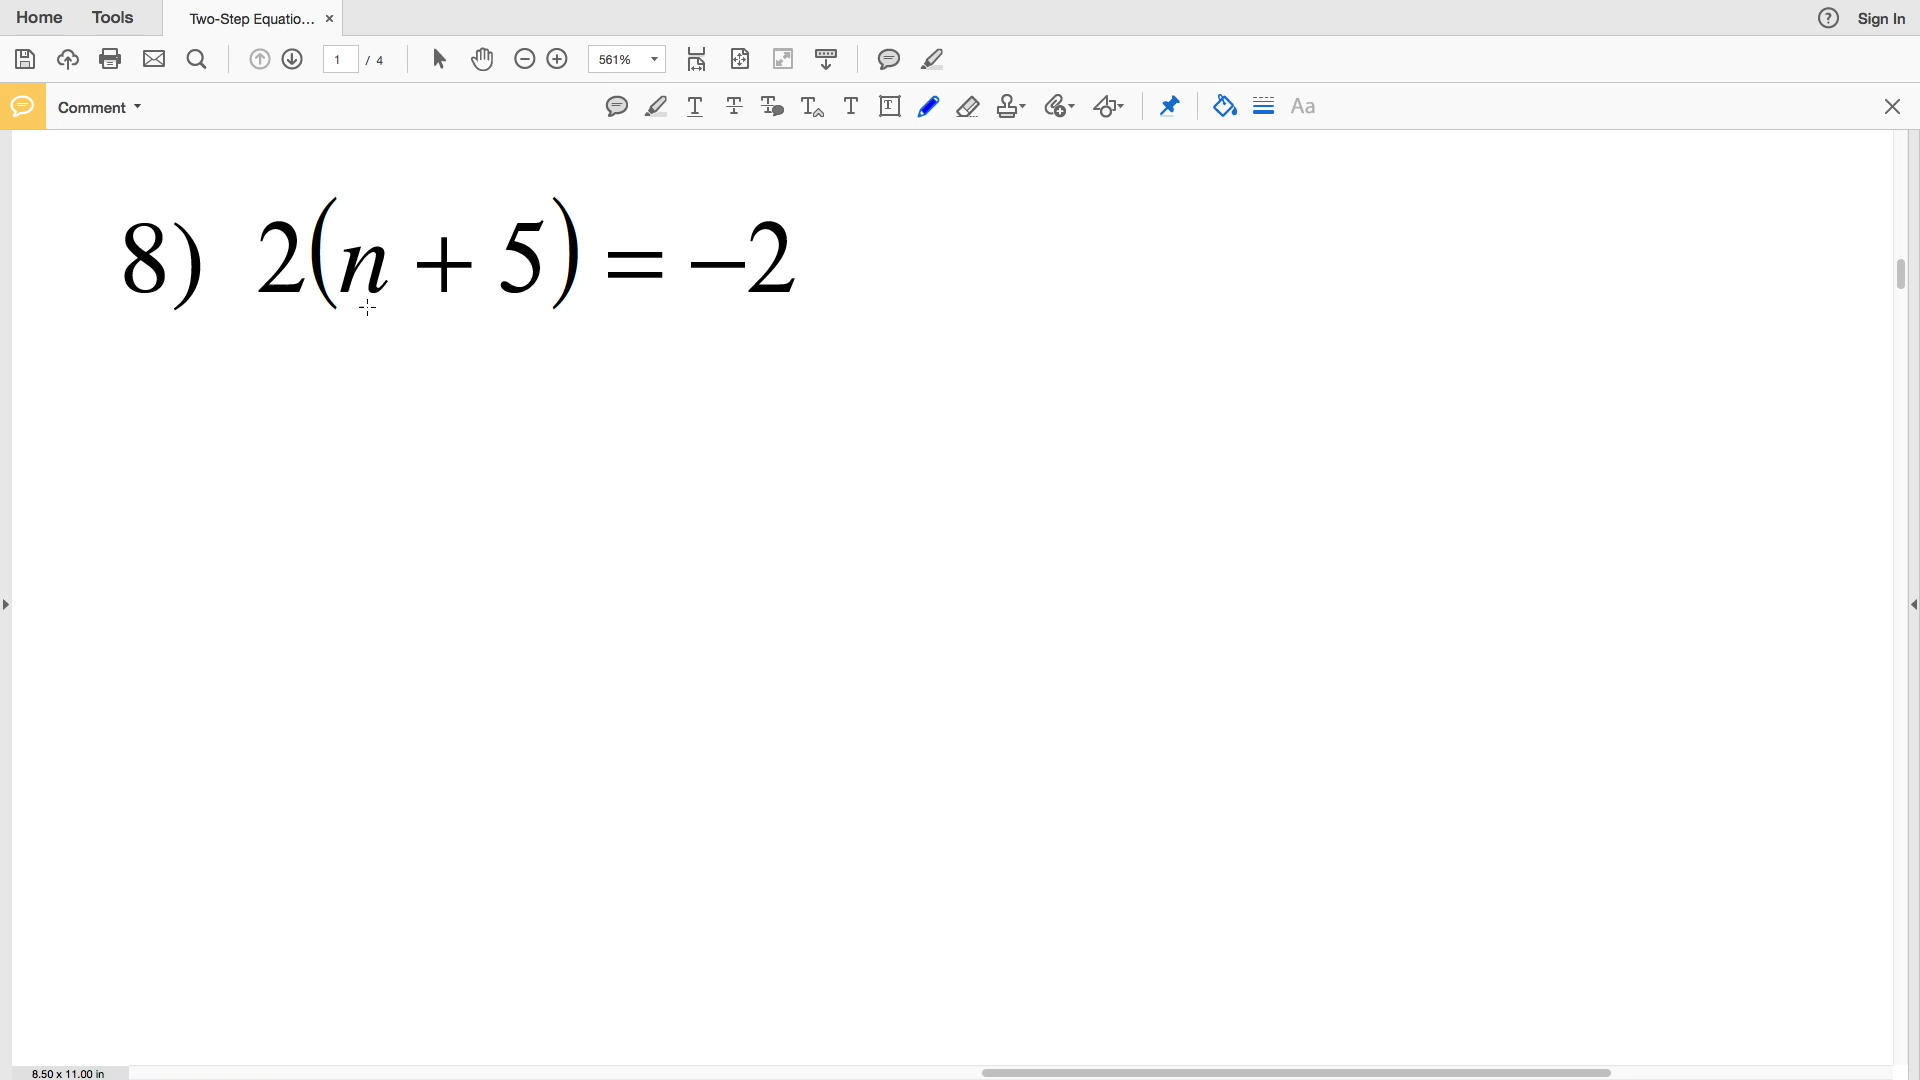 Home Tools Two-Step Equatio... × ? Sign In
1 / 4 561%
Comment T T T T T T Aa
8) 2(n + 5) = −2
8.50 x 11.00 in